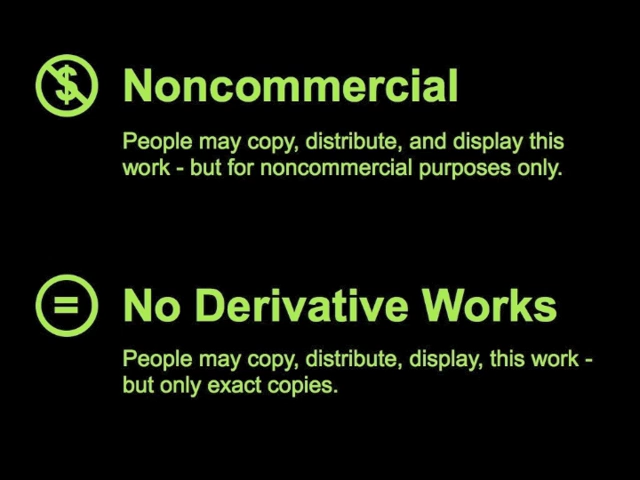 Noncommercial
People may copy, distribute, and display this
work - but for noncommercial purposes only.
No Derivative Works
People may copy, distribute, display, this work -
but only exact copies.